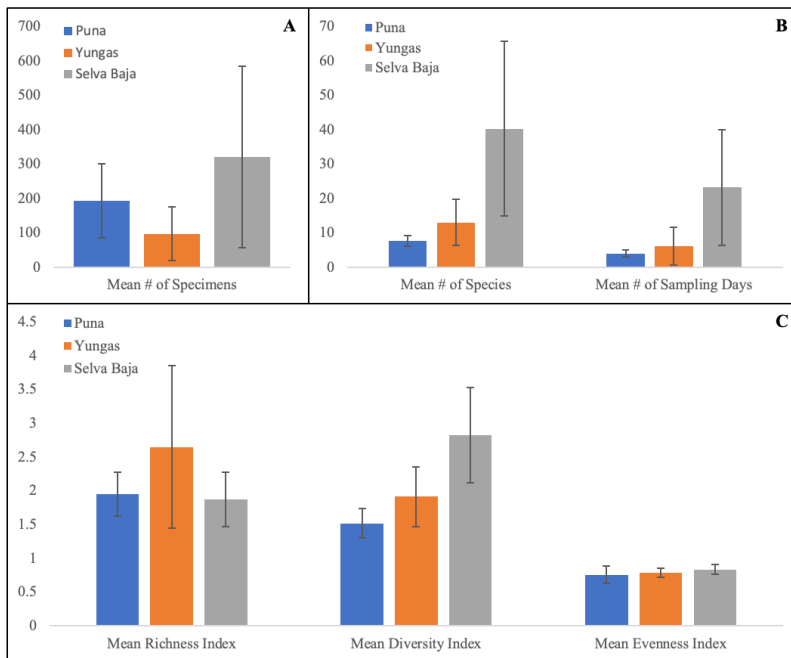 A
700
600
500
400
300
200
100
0
Puna
Yungas
Selva Baja
Mean # of Specimens
B
70
60
50
40
30
20
10
0
Puna
Yungas
Selva Baja
Mean # of Species
Mean # of Sampling Days
C
4.5
4
3.5
3
2.5
2
1.5
1
0.5
0
Puna
Yungas
Selva Baja
Mean Richness Index
Mean Diversity Index
Mean Evenness Index